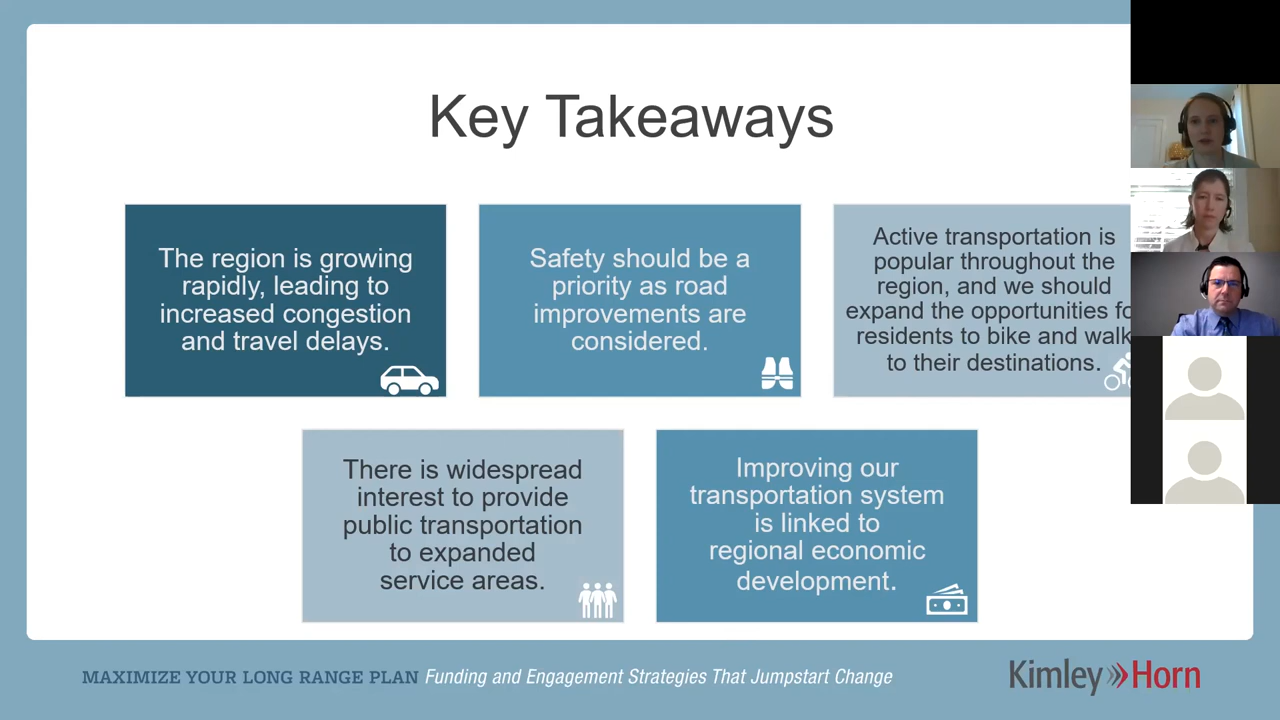 Key Takeaways
The region is growing
rapidly, leading to
increased congestion
and travel delays.
Safety should be a
priority as road
improvements are
considered.
Active transportation is
popular throughout the
region, and we should
expand the opportunities fo
residents to bike and walk
to their destinations.
There is widespread
interest to provide
public transportation
to expanded
service areas.
Improving our
transportation system
is linked to
regional economic
development.
MAXIMIZE YOUR LONG RANGE PLAN Funding and Engagement Strategies That Jumpstart Change
Kimley Horn